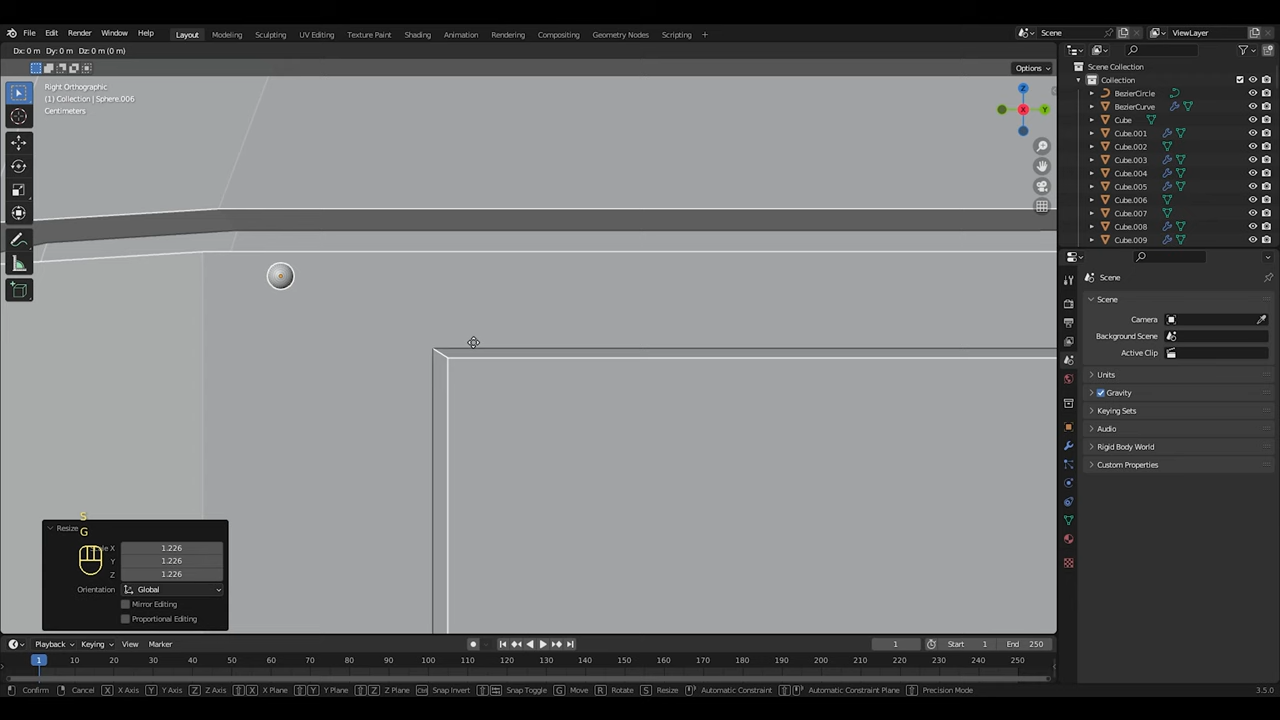 File Edit Render Window Help Layout Modeling Sculpting UV Editing Texture Paint Shading Animation Rendering Compositing Geometry Nodes Scripting + Scene ViewLayer
Dx: 0 m Dy: 0 m Dz: 0 m (0 m)
Options
Right Orthographic
(1) Collection | Sphere.006
Centimeters
Z
X
Y
Scene Collection
Collection
BezierCircle
BezierCurve
Cube
Cube.001
Cube.002
Cube.003
Cube.004
Cube.005
Cube.006
Cube.007
Cube.008
Cube.009
Scene
Scene
Camera
Background Scene
Active Clip
Units
Gravity
Keying Sets
Audio
Rigid Body World
Custom Properties
S
G
Resize
X 1.226
Y 1.226
Z 1.226
Orientation Global
Mirror Editing
Proportional Editing
Playback Keying View Marker 1 Start 1 End 250
1 10 20 30 40 50 60 70 80 90 100 110 120 130 140 150 160 170 180 190 200 210 220 230 240 250
Confirm Cancel X X Axis Y Y Axis Z Z Axis X X Plane Y Y Plane Z Z Plane Ctrl Snap Invert Snap Toggle G Move R Rotate S Resize Automatic Constraint Automatic Constraint Plane Precision Mode 3.5.0